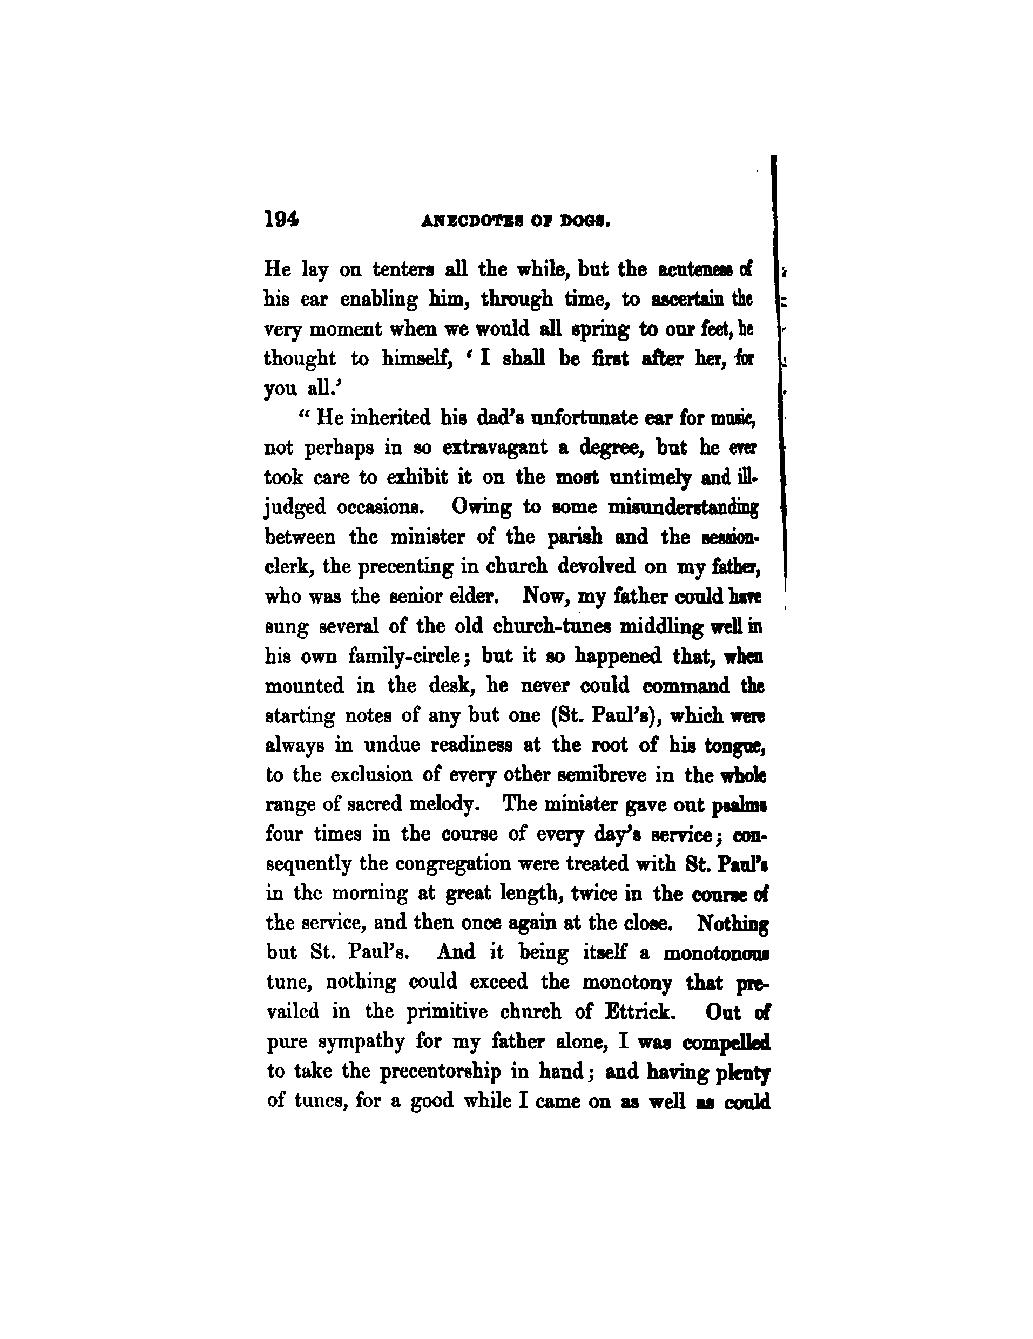 194 ANECDOTES OF DOGS.
He lay on tenters all the while, but the acuteness of
his ear enabling him, through time, to ascertain the
very moment when we would all spring to our feet, he
thought to himself, ‘ I shall be first after her, for
you all.’
“ He inherited his dad’s unfortunate ear for music,
not perhaps in so extravagant a degree, but he ever
took care to exhibit it on the most untimely and ill-
judged occasions. Owing to some misunderstanding
between the minister of the parish and the session-
clerk, the precenting in church devolved on my father,
who was the senior elder. Now, my father could have
sung several of the old church-tunes middling well in
his own family-circle; but it so happened that, when
mounted in the desk, he never could command the
starting notes of any but one (St. Paul’s), which were
always in undue readiness at the root of his tongue,
to the exclusion of every other semibreve in the whole
range of sacred melody. The minister gave out psalms
four times in the course of every day’s service; con-
sequently the congregation were treated with St. Paul’s
in the morning at great length, twice in the course of
the service, and then once again at the close. Nothing
but St. Paul’s. And it being itself a monotonous
tune, nothing could exceed the monotony that pre-
vailed in the primitive church of Ettrick. Out of
pure sympathy for my father alone, I was compelled
to take the precentorship in hand; and having plenty
of tunes, for a good while I came on as well as could